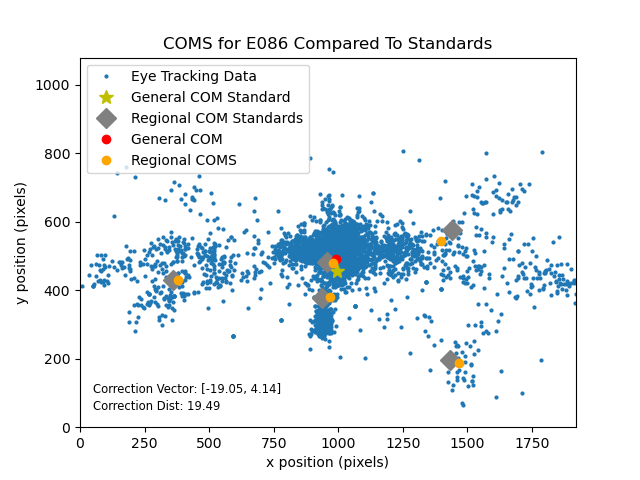 COMS for E086 Compared To Standards
Eye Tracking Data
General COM Standard
Regional COM Standards
General COM
Regional COMS
1000
800
600
400
200
0
y position (pixels)
Correction Vector: [-19.05, 4.14]
Correction Dist: 19.49
0 250 500 750 1000 1250 1500 1750
x position (pixels)